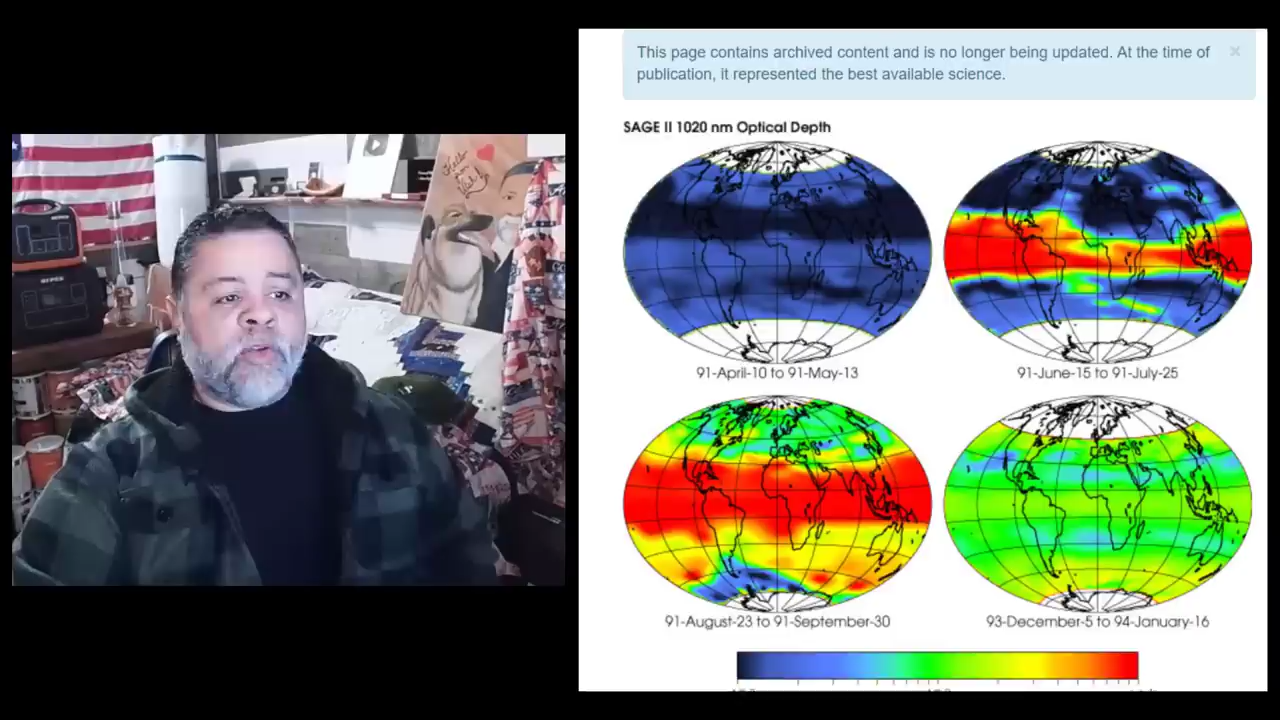 This page contains archived content and is no longer being updated. At the time of
publication, it represented the best available science.
SAGE II 1020 nm Optical Depth
91-April-10 to 91-May-13
91-June-15 to 91-July-25
91-August-23 to 91-September-30
93-December-5 to 94-January-16
Hello